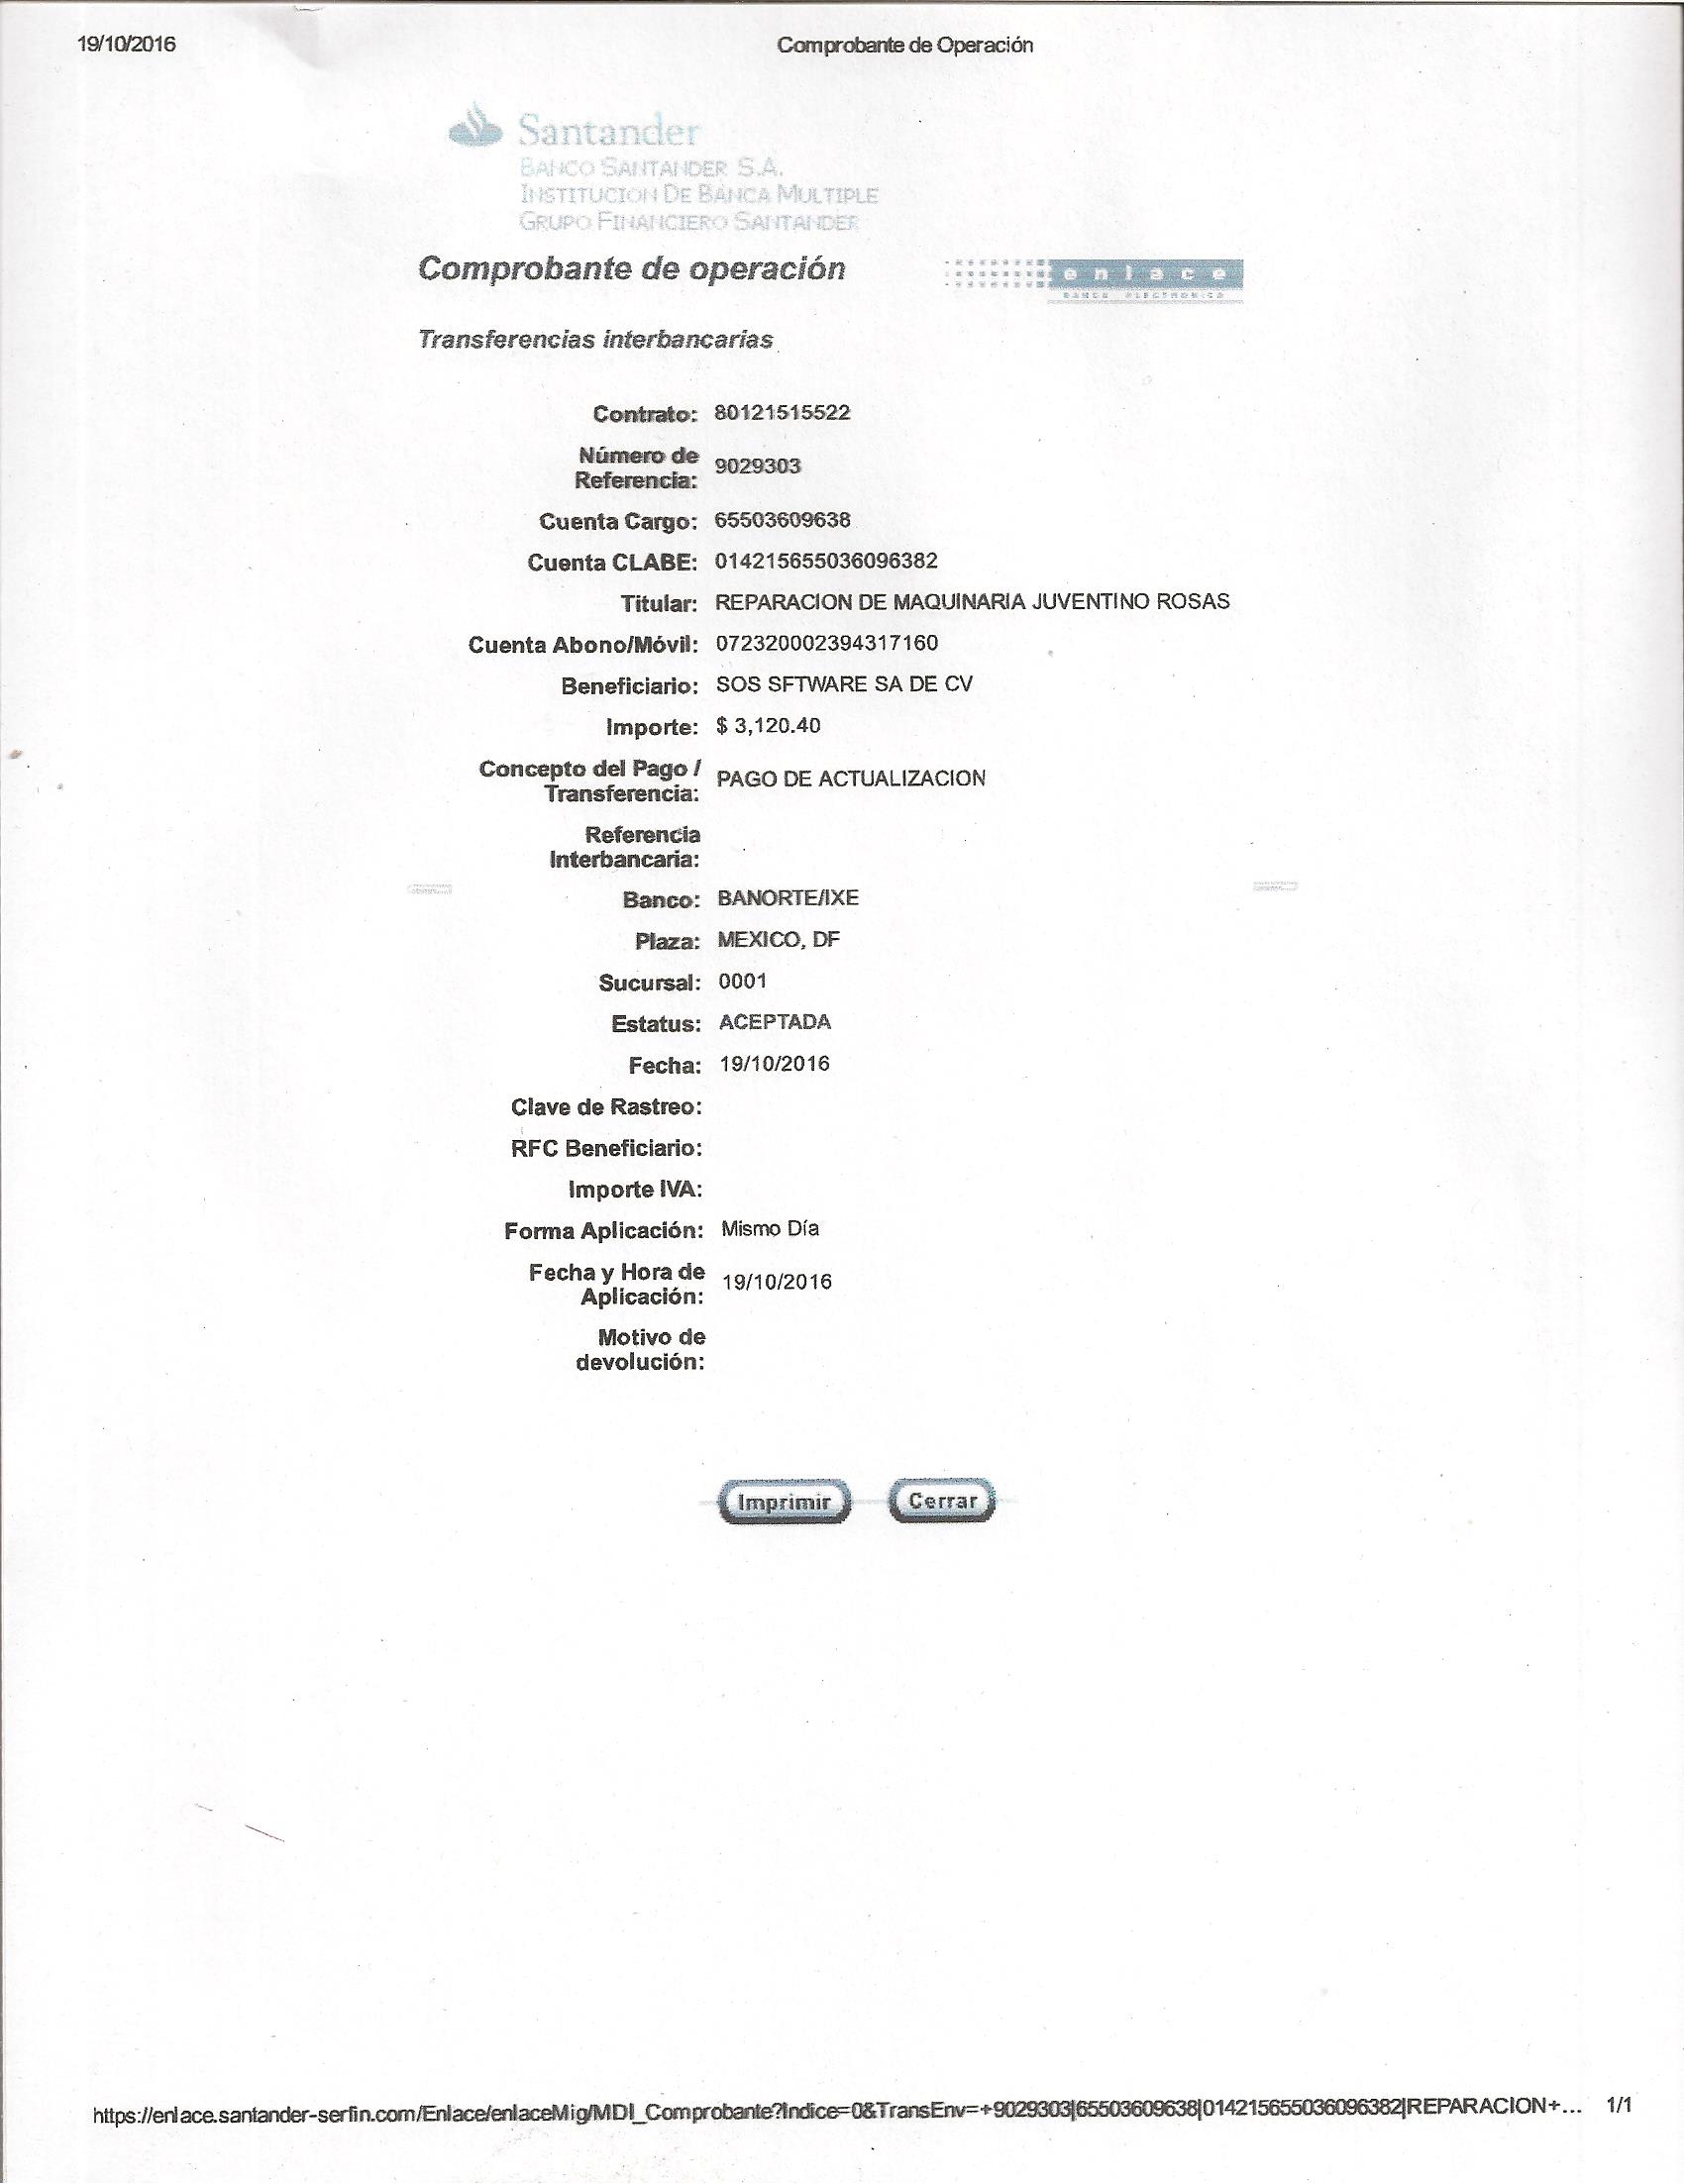 19/10/2016 Comprobante de Operación
Santander
BANCO SANTANDER S.A.
INSTITUCION DE BANCA MULTIPLE
GRUPO FINANCIERO SANTANDER
Comprobante de operación
enlace
BANCA ELECTRONICA
Transferencias interbancarias
Contrato: 80121515522
Número de
Referencia: 9029303
Cuenta Cargo: 65503609638
Cuenta CLABE: 014215655036096382
Titular: REPARACION DE MAQUINARIA JUVENTINO ROSAS
Cuenta Abono/Móvil: 072320002394317160
Beneficiario: SOS SFTWARE SA DE CV
Importe: $ 3,120.40
Concepto del Pago /
Transferencia: PAGO DE ACTUALIZACION
Referencia
Interbancaria:
Banco: BANORTE/IXE
Plaza: MEXICO, DF
Sucursal: 0001
Estatus: ACEPTADA
Fecha: 19/10/2016
Clave de Rastreo:
RFC Beneficiario:
Importe IVA:
Forma Aplicación: Mismo Día
Fecha y Hora de
Aplicación: 19/10/2016
Motivo de
devolución:
Imprimir Cerrar
https://enlace.santander-serfin.com/Enlace/enlaceMig/MDI_Comprobante?Indice=0&TransEnv=+9029303|65503609638|014215655036096382|REPARACION+... 1/1